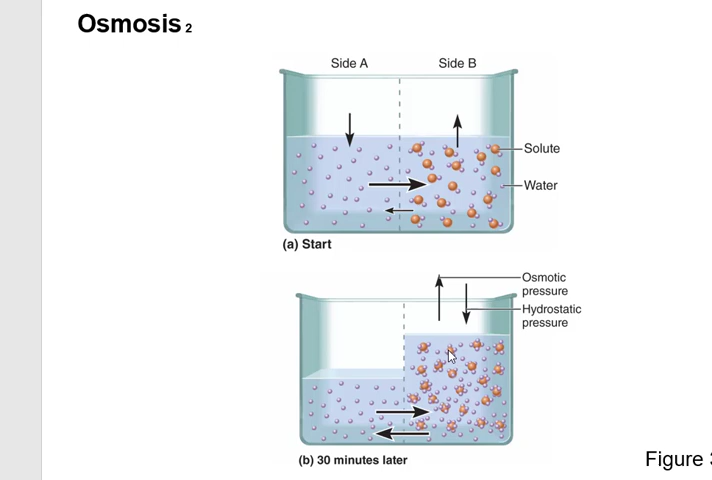 Osmosis 2
Side A Side B
Solute
Water
(a) Start
Osmotic
pressure
Hydrostatic
pressure
(b) 30 minutes later
Figure